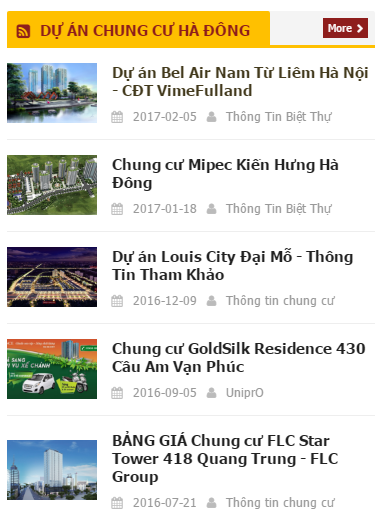 DỰ ÁN CHUNG CƯ HÀ ĐÔNG
More
Dự án Bel Air Nam Từ Liêm Hà Nội
- CĐT VimeFulland
2017-02-05 Thông Tin Biệt Thự
Chung cư Mipec Kiến Hưng Hà
Đông
2017-01-18 Thông Tin Biệt Thự
Dự án Louis City Đại Mỗ - Thông
Tin Tham Khảo
2016-12-09 Thông tin chung cư
Chung cư GoldSilk Residence 430
Cầu Am Vạn Phúc
2016-09-05 UniprO
BẢNG GIÁ Chung cư FLC Star
Tower 418 Quang Trung - FLC
Group
2016-07-21 Thông tin chung cư